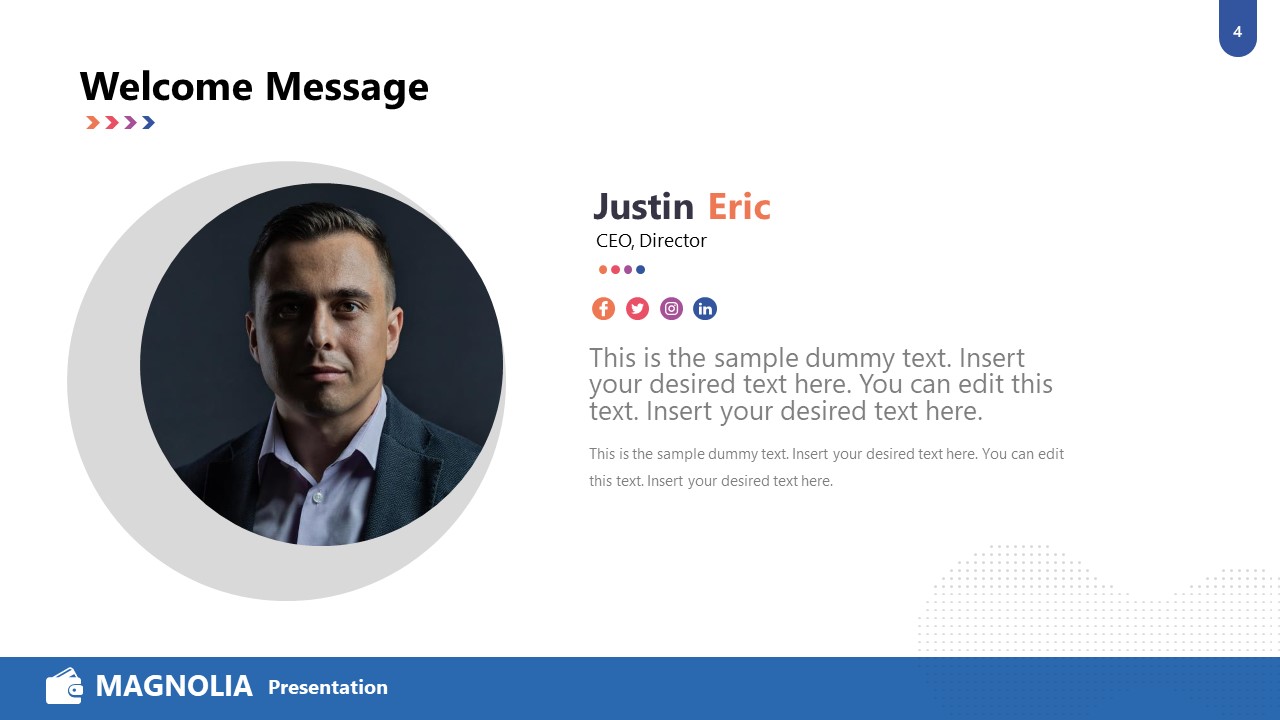 4
Welcome Message
Justin Eric
CEO, Director
This is the sample dummy text. Insert
your desired text here. You can edit this
text. Insert your desired text here.
This is the sample dummy text. Insert your desired text here. You can edit
this text. Insert your desired text here.
MAGNOLIA Presentation